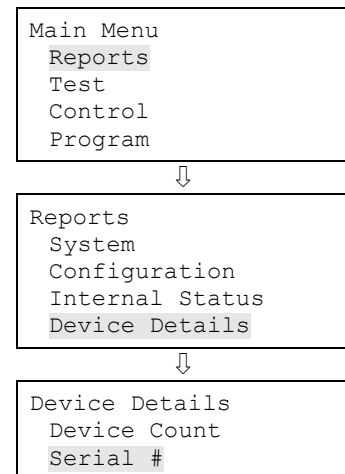 Main Menu
Reports
Test
Control
Program
⇩
Reports
System
Configuration
Internal Status
Device Details
⇩
Device Details
Device Count
Serial #